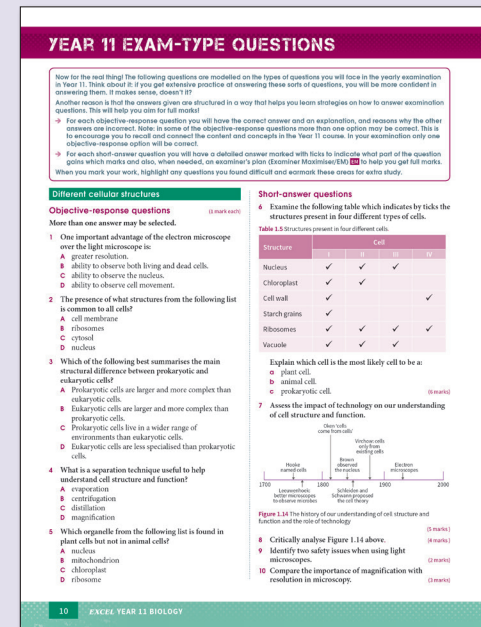 YEAR 11 EXAM-TYPE QUESTIONS
Now for the real thing! The following questions are modelled on the types of questions you will face in the yearly examination
in Year 11. Think about it: if you get extensive practice at answering these sorts of questions, you will be more confident in
answering them. It makes sense, doesn't it?
Another reason is that the answers given are structured in a way that helps you learn strategies on how to answer examination
questions. This will help you aim for full marks!
→ For each objective-response question you will have the correct answer and an explanation, and reasons why the other
answers are incorrect. Note: in some of the objective-response questions more than one option may be correct. This is
to encourage you to recall and connect the content and concepts in the Year 11 course. In your examination only one
objective-response option will be correct.
→ For each short-answer question you will have a detailed answer marked with ticks to indicate what part of the question
gains which marks and also, when needed, an examiner's plan (Examiner Maximiser/EM) EM to help you get full marks.
When you mark your work, highlight any questions you found difficult and earmark these areas for extra study.
Different cellular structures
Objective-response questions (1 mark each)
More than one answer may be selected.
1 One important advantage of the electron microscope
over the light microscope is:
A greater resolution.
B ability to observe both living and dead cells.
C ability to observe the nucleus.
D ability to observe cell movement.
2 The presence of what structures from the following list
is common to all cells?
A cell membrane
B ribosomes
C cytosol
D nucleus
3 Which of the following best summarises the main
structural difference between prokaryotic and
eukaryotic cells?
A Prokaryotic cells are larger and more complex than
eukaryotic cells.
B Eukaryotic cells are larger and more complex than
prokaryotic cells.
C Prokaryotic cells live in a wider range of
environments than eukaryotic cells.
D Eukaryotic cells are less specialised than prokaryotic
cells.
4 What is a separation technique useful to help
understand cell structure and function?
A evaporation
B centrifugation
C distillation
D magnification
5 Which organelle from the following list is found in
plant cells but not in animal cells?
A nucleus
B mitochondrion
C chloroplast
D ribosome
Short-answer questions
6 Examine the following table which indicates by ticks the
structures present in four different types of cells.
Table 1.5 Structures present in four different cells
Structure Cell
I II III IV
Nucleus ✓ ✓ ✓
Chloroplast ✓ ✓
Cell wall ✓ ✓
Starch grains ✓
Ribosomes ✓ ✓ ✓ ✓
Vacuole ✓ ✓ ✓
Explain which cell is the most likely cell to be a:
a plant cell.
b animal cell.
c prokaryotic cell. (6 marks)
7 Assess the impact of technology on our understanding
of cell structure and function.
Oken 'cells
come from cells'
Virchow: cells
only from
existing cells
Brown
observed
the nucleus
Hooke
named cells
Electron
microscopes
1700 1800 1900 2000
Leeuwenhoek:
better microscopes
to observe microbes
Schleiden and
Schwann proposed
the cell theory
Figure 1.14 The history of our understanding of cell structure and
function and the role of technology
(5 marks)
8 Critically analyse Figure 1.14 above. (4 marks)
9 Identify two safety issues when using light
microscopes. (2 marks)
10 Compare the importance of magnification with
resolution in microscopy. (3 marks)
10 EXCEL YEAR 11 BIOLOGY